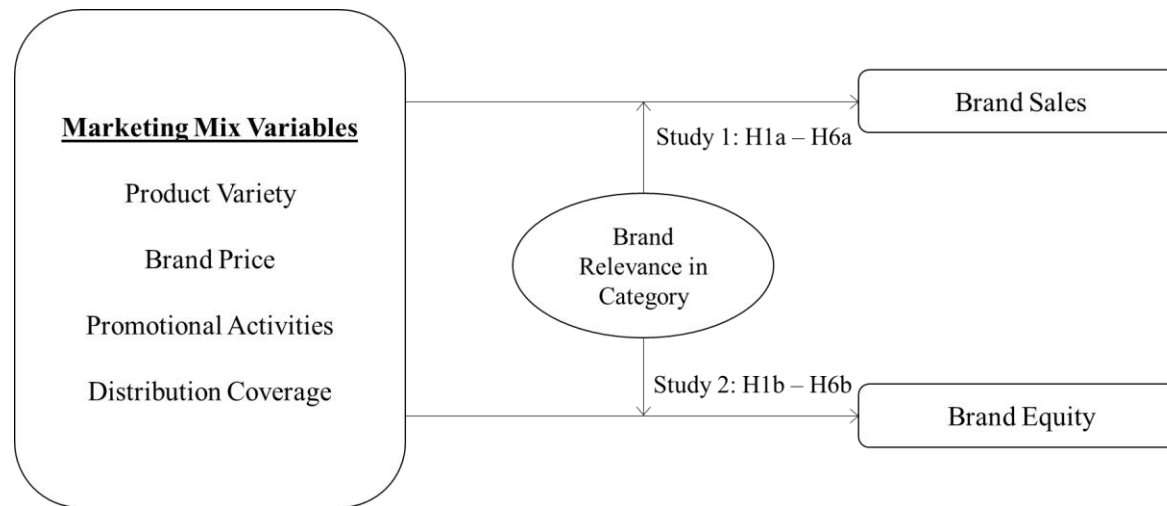 Marketing Mix Variables
Product Variety
Brand Price
Promotional Activities
Distribution Coverage
Brand Sales
Study 1: H1a – H6a
Brand
Relevance in
Category
Study 2: H1b – H6b
Brand Equity